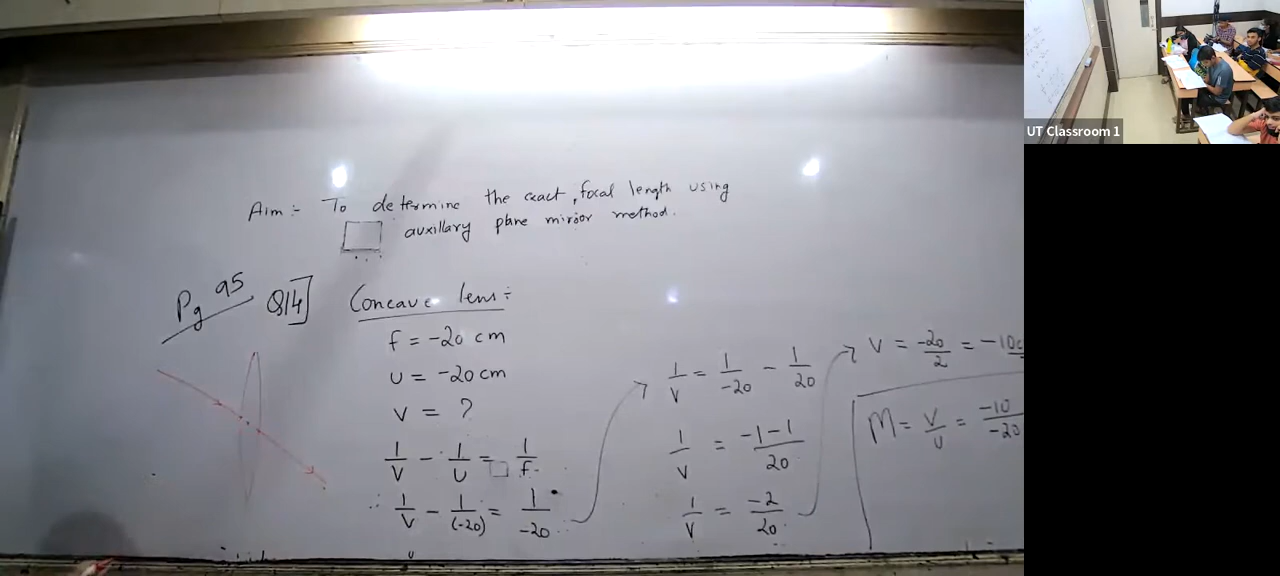 Aim :- To determine the exact, focal length using
auxillary plane mirror method.
Pg 95 Q14]
Concave lens :-
f = -20 cm
u = -20 cm
v = ?
1/v - 1/u = 1/f
∴ 1/v - 1/(-20) = 1/-20
1/v = 1/-20 - 1/20
1/v = -1-1/20
1/v = -2/20
v = -20/2 = -10c
M = v/u = -10/-20
UT Classroom 1